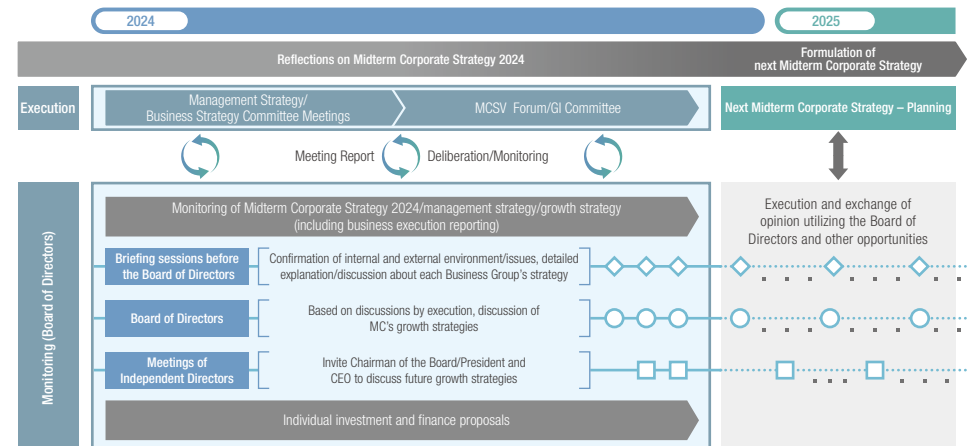 2024
2025
Reflections on Midterm Corporate Strategy 2024
Formulation of
next Midterm Corporate Strategy
Execution
Management Strategy/
Business Strategy Committee Meetings
MCSV Forum/GI Committee
Next Midterm Corporate Strategy – Planning
Meeting Report
Deliberation/Monitoring
Monitoring (Board of Directors)
Monitoring of Midterm Corporate Strategy 2024/management strategy/growth strategy
(including business execution reporting)
Execution and exchange of
opinion utilizing the Board of
Directors and other opportunities
Briefing sessions before
the Board of Directors
Confirmation of internal and external environment/issues, detailed
explanation/discussion about each Business Group's strategy
Board of Directors
Based on discussions by execution, discussion of
MC's growth strategies
Meetings of
Independent Directors
Invite Chairman of the Board/President and
CEO to discuss future growth strategies
Individual investment and finance proposals